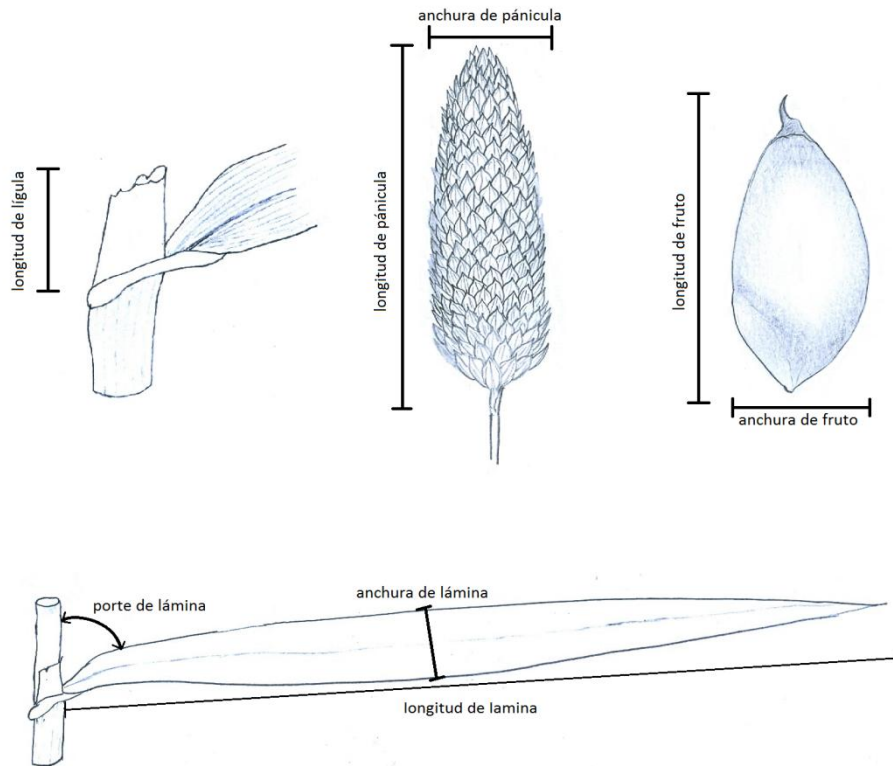 anchura de pánicula
longitud de lígula
longitud de pánicula
longitud de fruto
anchura de fruto
porte de lámina
anchura de lámina
longitud de lamina